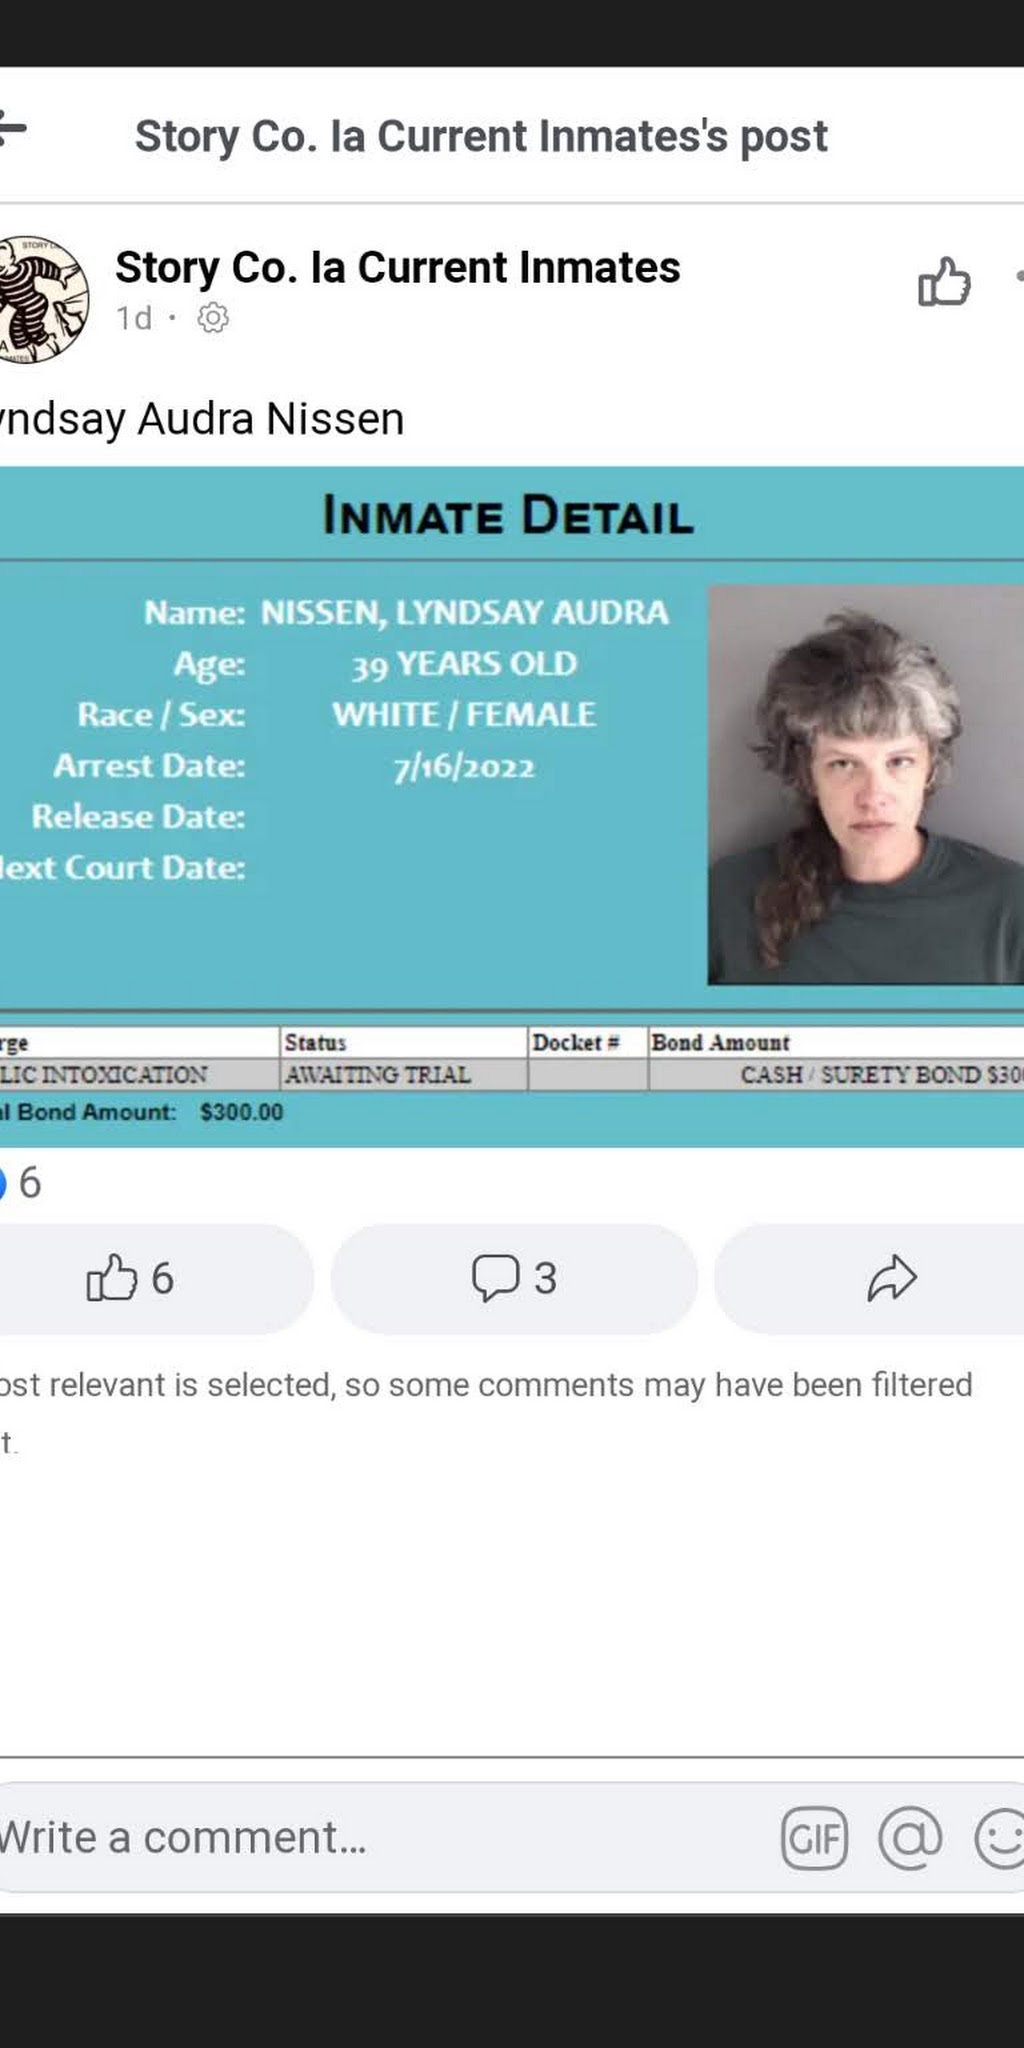 Story Co. Ia Current Inmates's post
STORY
Story Co. Ia Current Inmates
1d ·
yndsay Audra Nissen
INMATE DETAIL
Name: NISSEN, LYNDSAY AUDRA
Age: 39 YEARS OLD
Race / Sex: WHITE / FEMALE
Arrest Date: 7/16/2022
Release Date:
ext Court Date:
rge Status Docket # Bond Amount
LIC INTOXICATION AWAITING TRIAL CASH / SURETY BOND $30
l Bond Amount: $300.00
6
6 3
ost relevant is selected, so some comments may have been filtered
t.
Write a comment...
GIF @